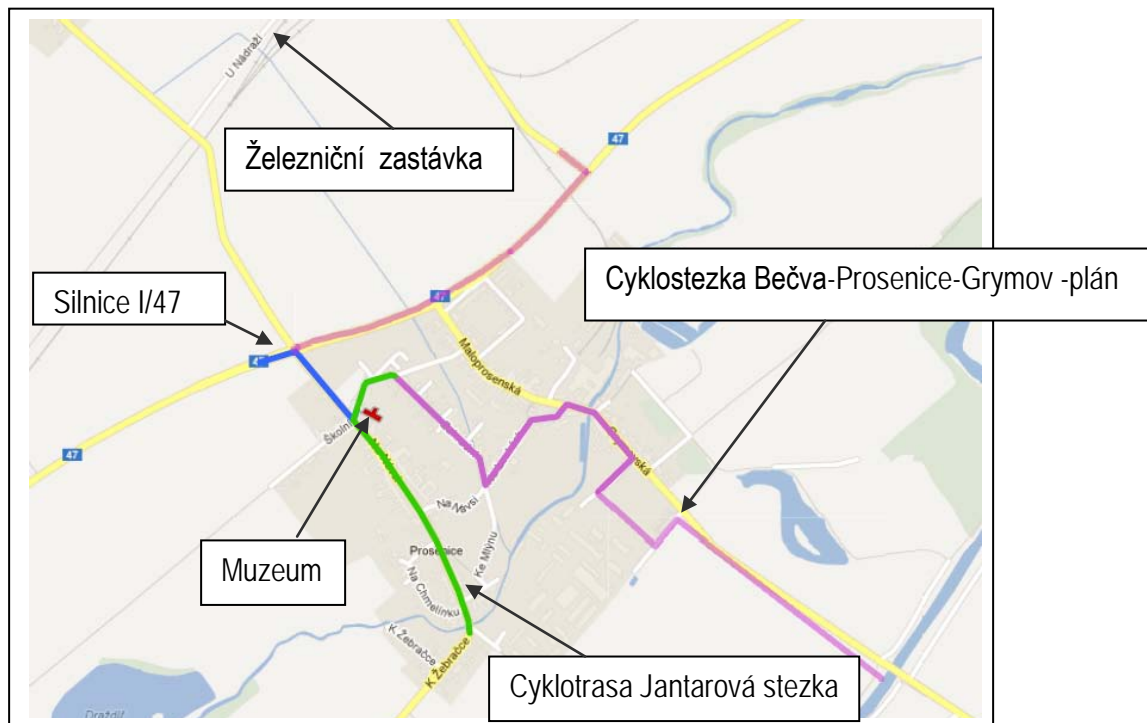 U Nádraží
47
Železniční zastávka
Cyklostezka Bečva-Prosenice-Grymov -plán
Silnice I/47
47
Maloprosenská
Školní
47
Na Návsi
Prosenice
Ke Mlýnu
Muzeum
Na Chmelínku
K Žebračce
K Žebračce
Cyklotrasa Jantarová stezka